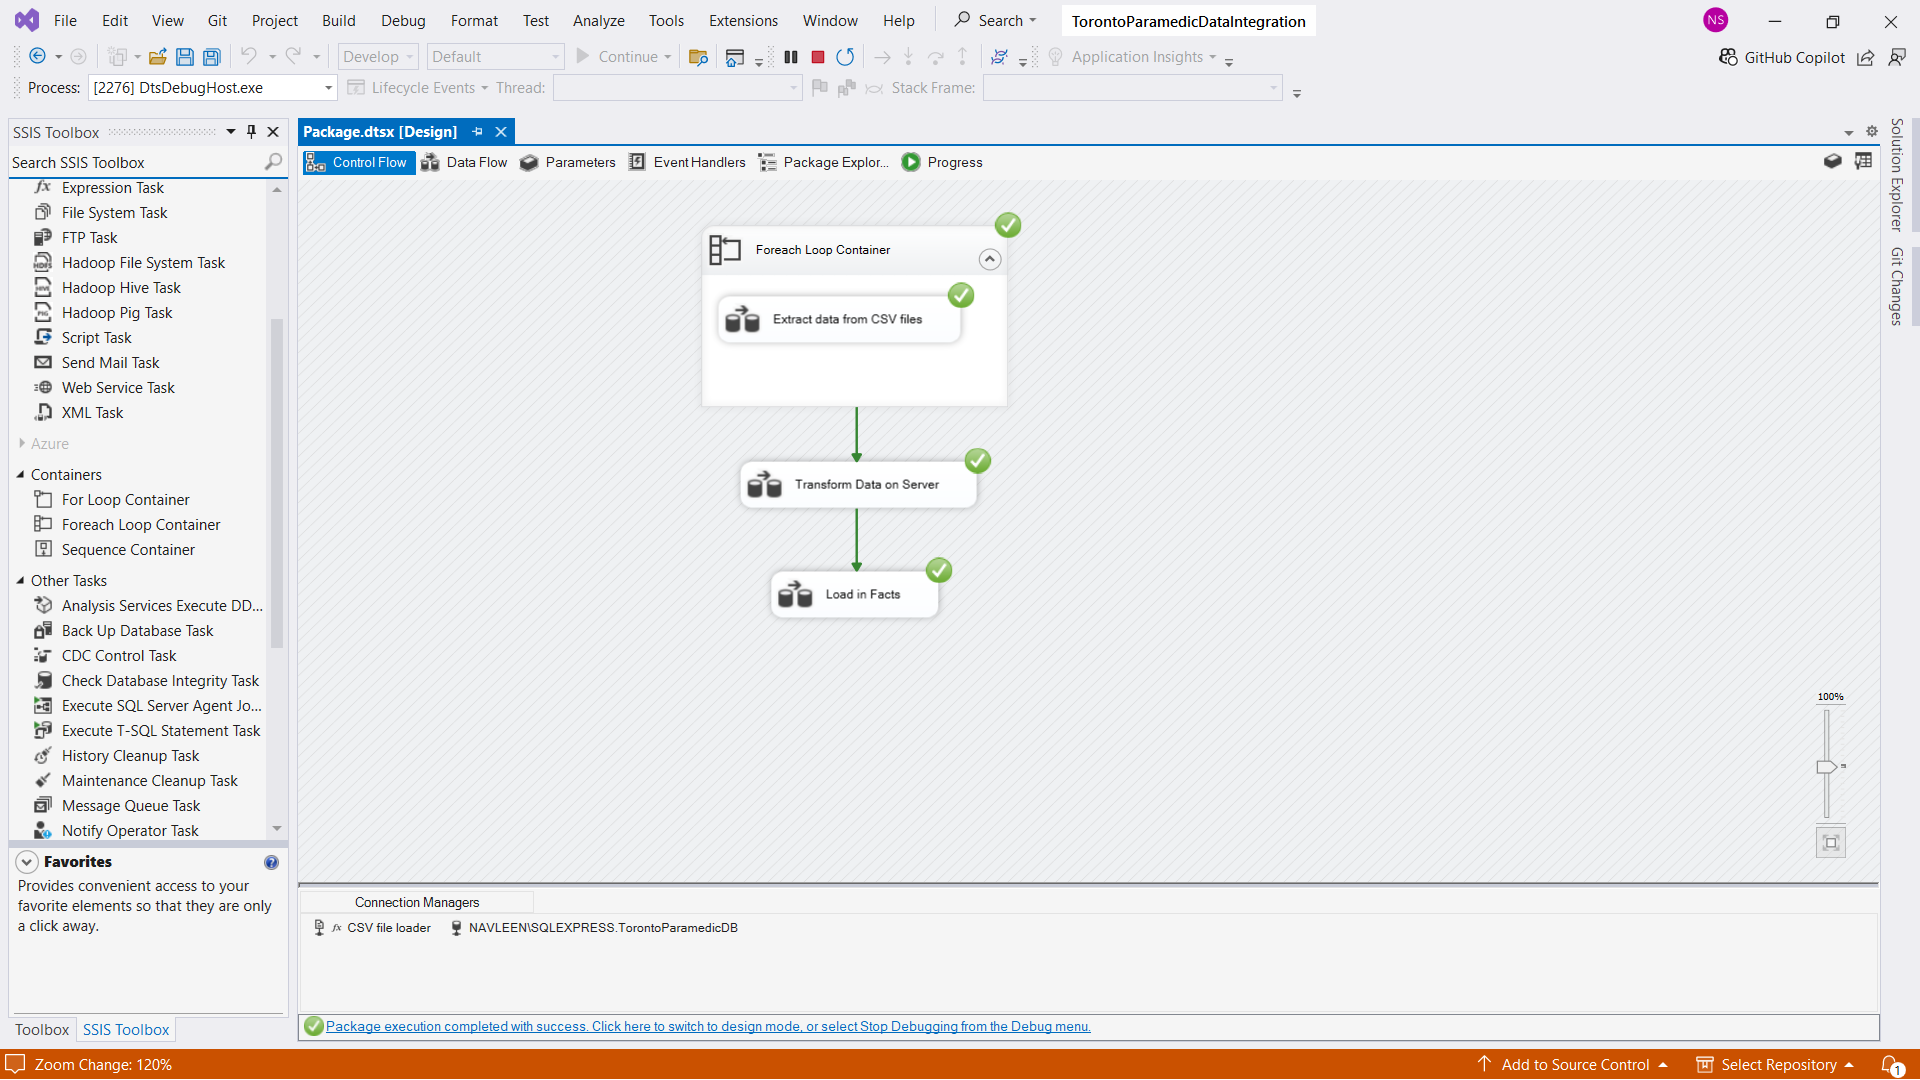 File Edit View Git Project Build Debug Format Test Analyze Tools Extensions Window Help Search TorontoParamedicDataIntegration NS
Develop Default Continue Application Insights GitHub Copilot
Process: [2276] DtsDebugHost.exe Lifecycle Events Thread: Stack Frame:
SSIS Toolbox
Search SSIS Toolbox
Expression Task
File System Task
FTP Task
Hadoop File System Task
Hadoop Hive Task
Hadoop Pig Task
Script Task
Send Mail Task
Web Service Task
XML Task
Azure
Containers
For Loop Container
Foreach Loop Container
Sequence Container
Other Tasks
Analysis Services Execute DD...
Back Up Database Task
CDC Control Task
Check Database Integrity Task
Execute SQL Server Agent Jo...
Execute T-SQL Statement Task
History Cleanup Task
Maintenance Cleanup Task
Message Queue Task
Notify Operator Task
Favorites
Provides convenient access to your
favorite elements so that they are only
a click away.
Toolbox SSIS Toolbox
Package.dtsx [Design]
Control Flow Data Flow Parameters Event Handlers Package Explor... Progress
Foreach Loop Container
Extract data from CSV files
Transform Data on Server
Load in Facts
100%
Connection Managers
fx CSV file loader NAVLEEN\SQLEXPRESS.TorontoParamedicDB
Package execution completed with success. Click here to switch to design mode, or select Stop Debugging from the Debug menu.
Solution Explorer
Git Changes
Zoom Change: 120% Add to Source Control Select Repository 1